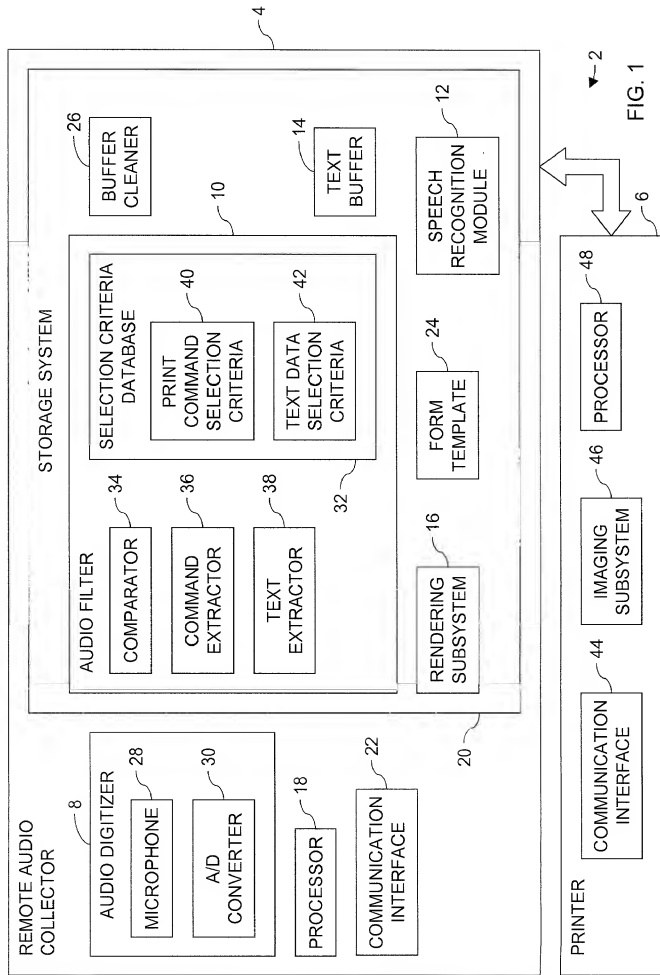 REMOTE AUDIO
COLLECTOR
4
8
AUDIO DIGITIZER
28
MICROPHONE
30
A/D
CONVERTER
18
PROCESSOR
22
COMMUNICATION
INTERFACE
20
STORAGE SYSTEM
10
AUDIO FILTER
34
COMPARATOR
36
COMMAND
EXTRACTOR
38
TEXT
EXTRACTOR
32
SELECTION CRITERIA
DATABASE
40
PRINT
COMMAND
SELECTION
CRITERIA
42
TEXT DATA
SELECTION
CRITERIA
26
BUFFER
CLEANER
14
TEXT
BUFFER
16
RENDERING
SUBSYSTEM
24
FORM
TEMPLATE
12
SPEECH
RECOGNITION
MODULE
PRINTER
6
44
COMMUNICATION
INTERFACE
46
IMAGING
SUBSYSTEM
48
PROCESSOR
2
FIG. 1